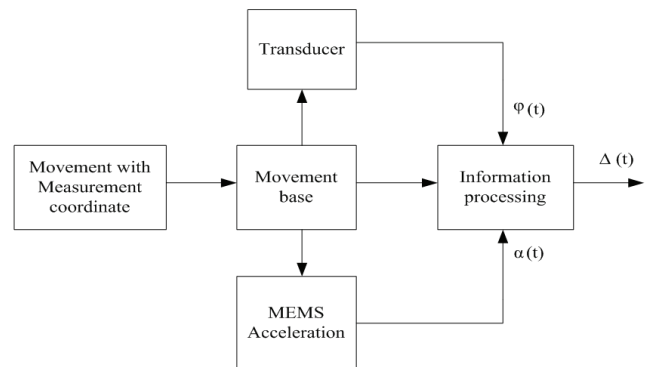 Transducer
φ(t)
Movement with
Measurement
coordinate
Movement
base
Information
processing
Δ (t)
α(t)
MEMS
Acceleration